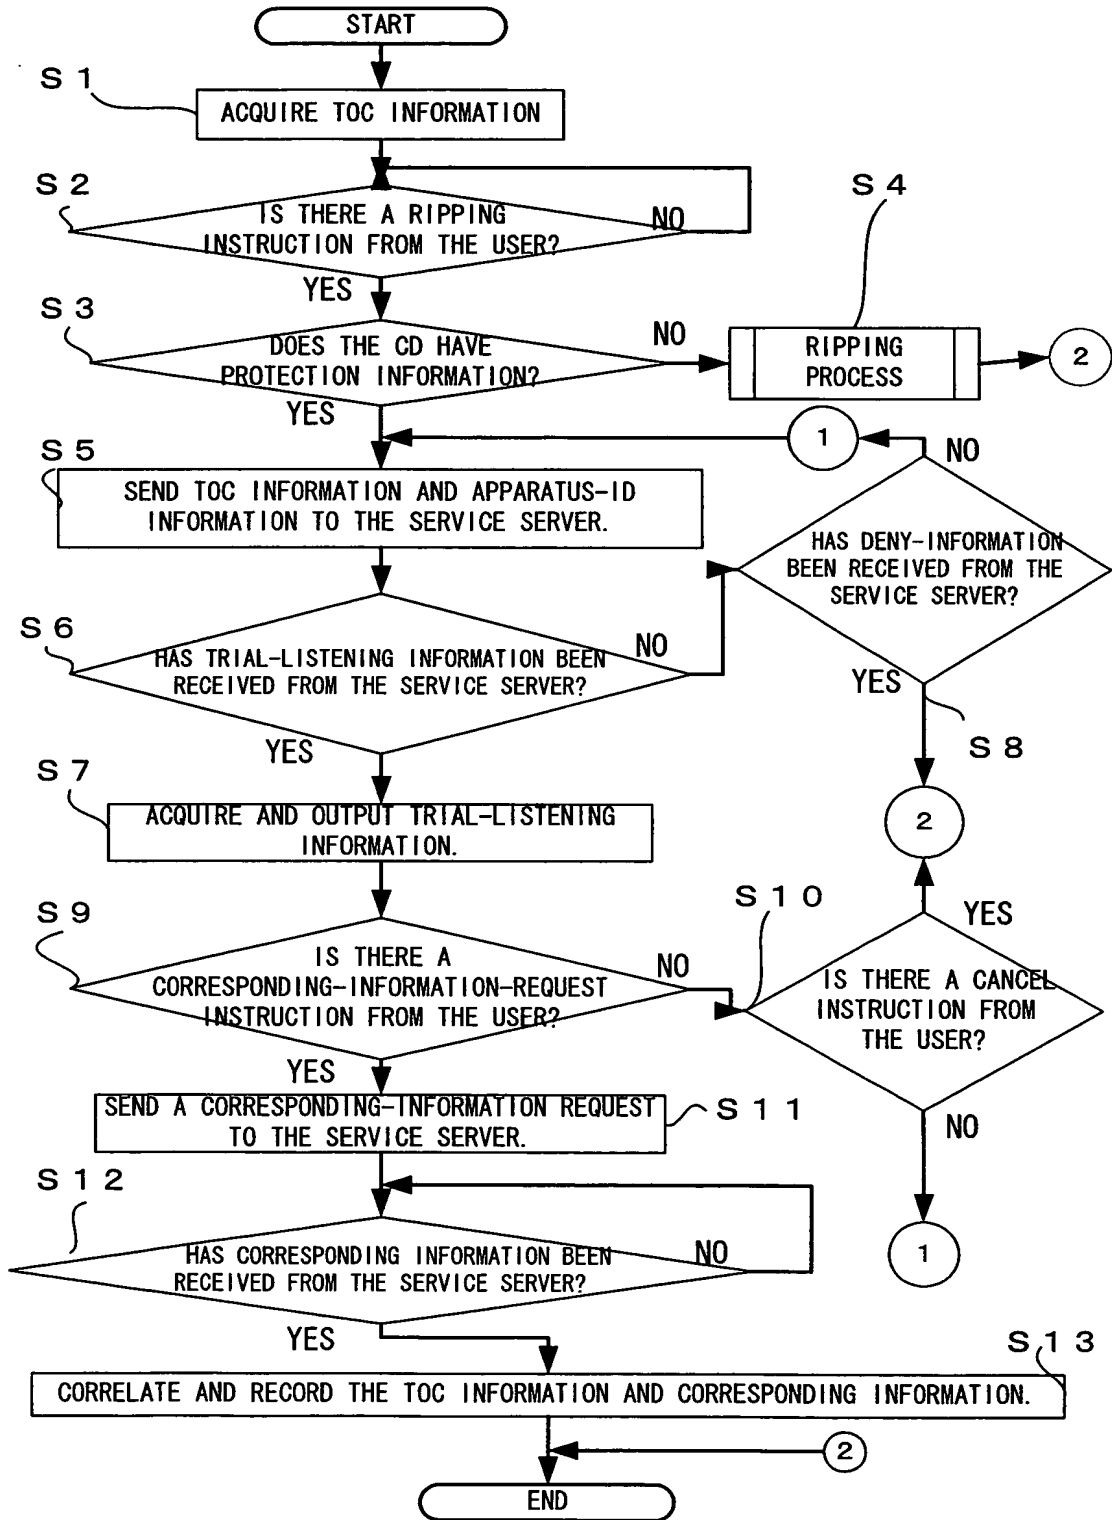 START
S1
ACQUIRE TOC INFORMATION
S2
IS THERE A RIPPING
INSTRUCTION FROM THE USER?
NO
YES
S3
DOES THE CD HAVE
PROTECTION INFORMATION?
NO
YES
S4
RIPPING
PROCESS
2
1
S5
SEND TOC INFORMATION AND APPARATUS-ID
INFORMATION TO THE SERVICE SERVER.
NO
HAS DENY-INFORMATION
BEEN RECEIVED FROM THE
SERVICE SERVER?
YES
S8
S6
HAS TRIAL-LISTENING INFORMATION BEEN
RECEIVED FROM THE SERVICE SERVER?
NO
YES
S7
ACQUIRE AND OUTPUT TRIAL-LISTENING
INFORMATION.
2
S9
IS THERE A
CORRESPONDING-INFORMATION-REQUEST
INSTRUCTION FROM THE USER?
NO
YES
S10
YES
IS THERE A CANCEL
INSTRUCTION FROM
THE USER?
NO
1
SEND A CORRESPONDING-INFORMATION REQUEST
TO THE SERVICE SERVER.
S11
S12
HAS CORRESPONDING INFORMATION BEEN
RECEIVED FROM THE SERVICE SERVER?
NO
YES
S13
CORRELATE AND RECORD THE TOC INFORMATION AND CORRESPONDING INFORMATION.
2
END